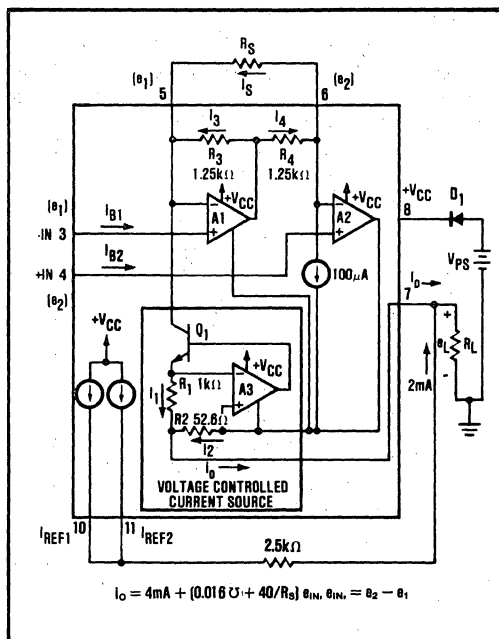 RS
(e1)
IS
(e2)
5
6
I3
I4
R3
1.25kΩ
R4
1.25kΩ
+VCC
(e1)
IB1
A1
+VCC
A2
+VCC
8
D1
-IN 3
IB2
VPS
+IN 4
(e2)
100µA
IO
7
+
Q1
eL
RL
+VCC
+VCC
-
R1
1kΩ
A3
2mA
I1
R2 52.6Ω
I2
IO
VOLTAGE CONTROLLED
CURRENT SOURCE
IREF1
10
11
IREF2
2.5kΩ
iO = 4mA + (0.016 ℧ + 40/RS) eIN, eIN, = e2 – e1